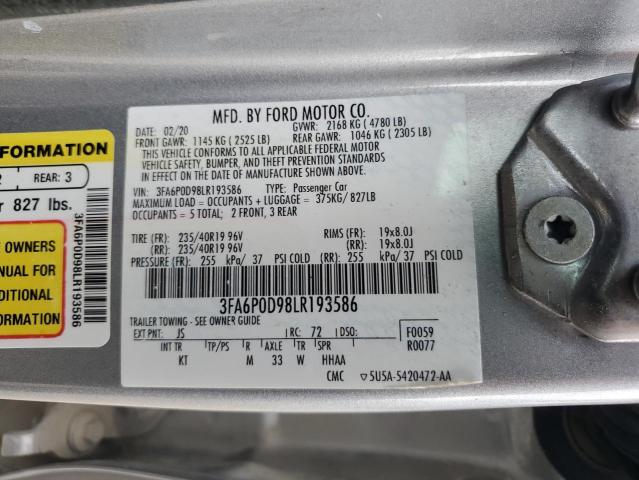 MFD. BY FORD MOTOR CO.
DATE: 02/20 GVWR: 2168 KG ( 4780 LB)
FRONT GAWR: 1145 KG ( 2525 LB) REAR GAWR: 1046 KG ( 2305 LB)
THIS VEHICLE CONFORMS TO ALL APPLICABLE FEDERAL MOTOR
VEHICLE SAFETY, BUMPER, AND THEFT PREVENTION STANDARDS
IN EFFECT ON THE DATE OF MANUFACTURE SHOWN ABOVE.
VIN: 3FA6P0D98LR193586 TYPE: Passenger Car
MAXIMUM LOAD = OCCUPANTS + LUGGAGE = 375KG/ 827LB
OCCUPANTS = 5 TOTAL; 2 FRONT, 3 REAR
TIRE (FR): 235/40R19 96V RIMS (FR): 19x8.0J
(RR): 235/40R19 96V (RR): 19x8.0J
PRESSURE (FR): 255 kPa/ 37 PSI COLD (RR): 255 kPa/ 37 PSI COLD
3FA6P0D98LR193586
TRAILER TOWING - SEE OWNER GUIDE
EXT PNT: JS RC: 72 DSO: F0059
R0077
INT TR TP/PS R AXLE TR SPR
KT M 33 W HHAA
CMC 5U5A-5420472-AA
FORMATION
2 REAR: 3
r 827 lbs.
3FA6P0D98LR193586
OWNERS
NUAL FOR
DITIONAL
FORMATION